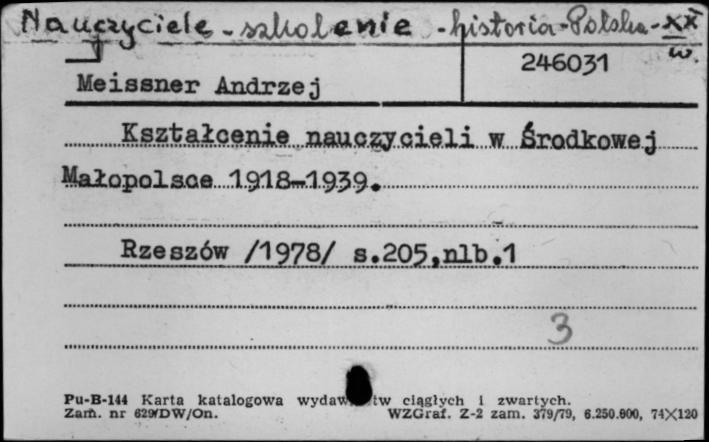 Nauczyciele - szkolenie - historia - Polska - XX w.
246031
Meissner Andrzej
Kształcenie nauczycieli w Środkowej
Małopolsce 1918-1939.
Rzeszów /1978/ s.205,nlb.1
3
Pu-B-144 Karta katalogowa wydaw tw ciągłych i zwartych.
Zam. nr 629/DW/On. WZGraf. Z-2 zam. 379/79, 6.250.000, 74×120